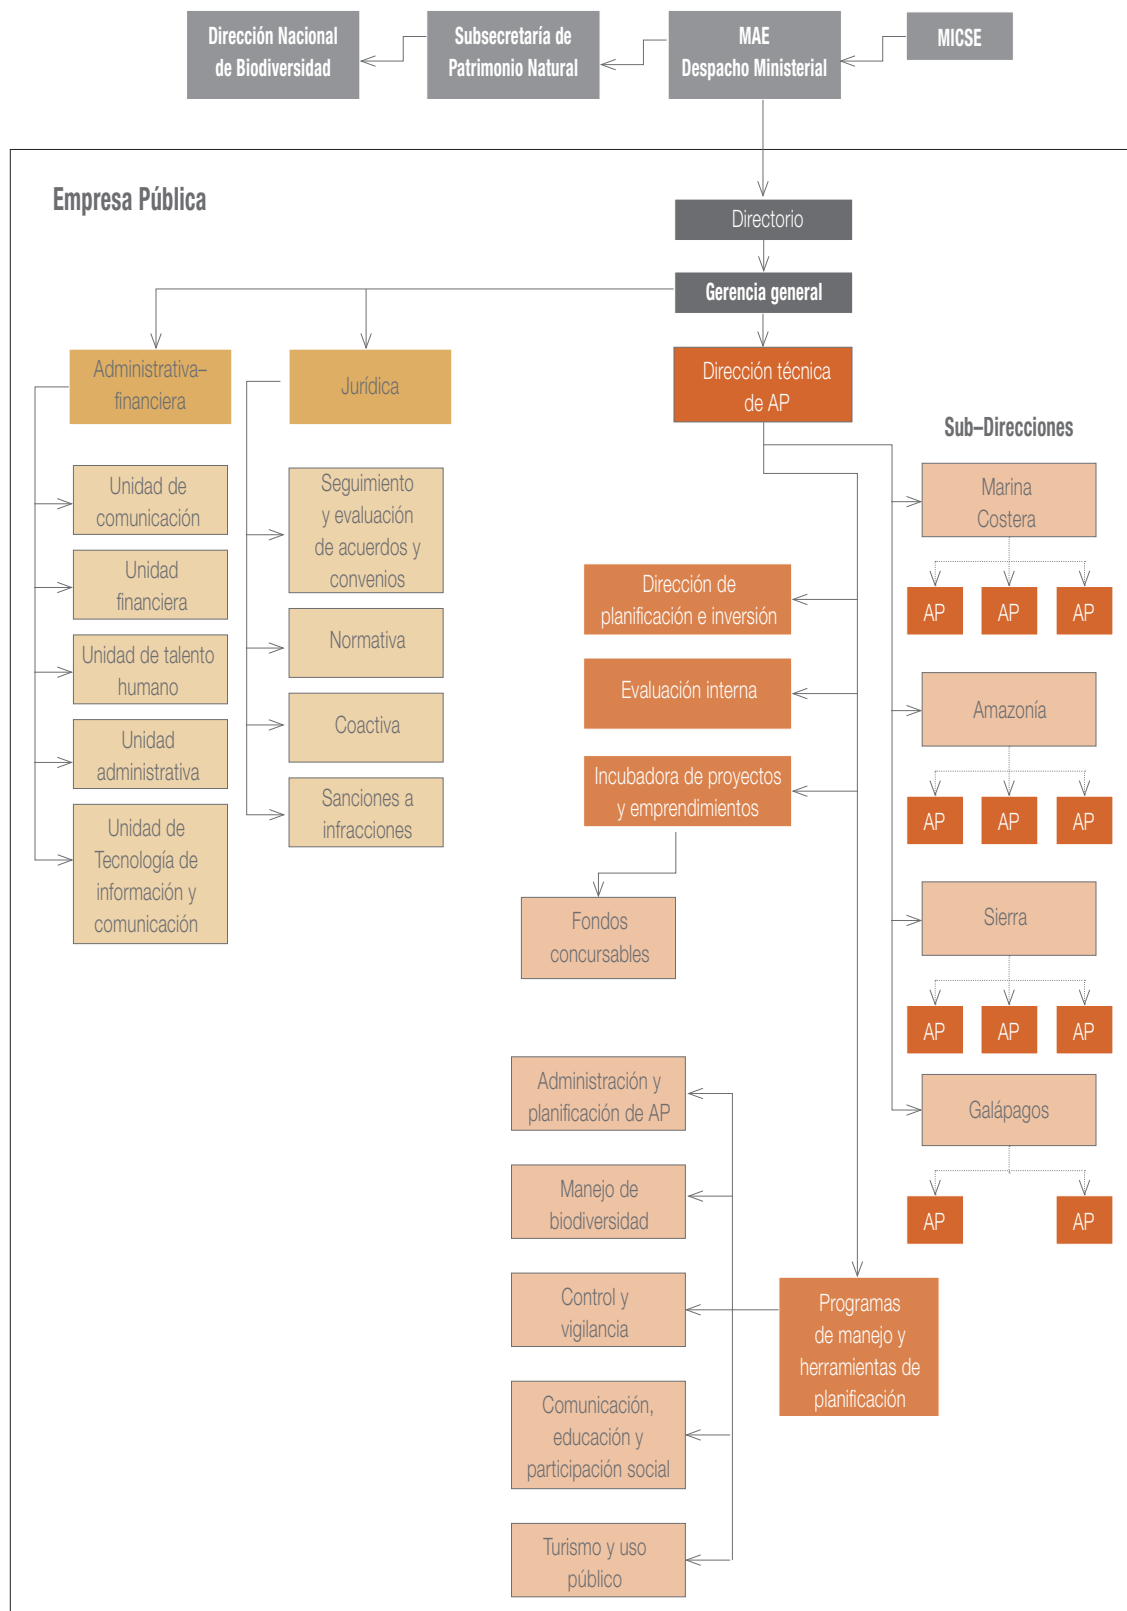 Dirección Nacional
de Biodiversidad
Subsecretaría de
Patrimonio Natural
MAE
Despacho Ministerial
MICSE
Empresa Pública
Directorio
Gerencia general
Administrativa–
financiera
Jurídica
Dirección técnica
de AP
Unidad de
comunicación
Unidad
financiera
Unidad de talento
humano
Unidad
administrativa
Unidad de
Tecnología de
información y
comunicación
Seguimiento
y evaluación
de acuerdos y
convenios
Normativa
Coactiva
Sanciones a
infracciones
Dirección de
planificación e inversión
Evaluación interna
Incubadora de proyectos
y emprendimientos
Fondos
concursables
Sub–Direcciones
Marina
Costera
AP
AP
AP
Amazonía
AP
AP
AP
Sierra
AP
AP
AP
Galápagos
AP
AP
Administración y
planificación de AP
Manejo de
biodiversidad
Control y
vigilancia
Comunicación,
educación y
participación social
Turismo y uso
público
Programas
de manejo y
herramientas de
planificación